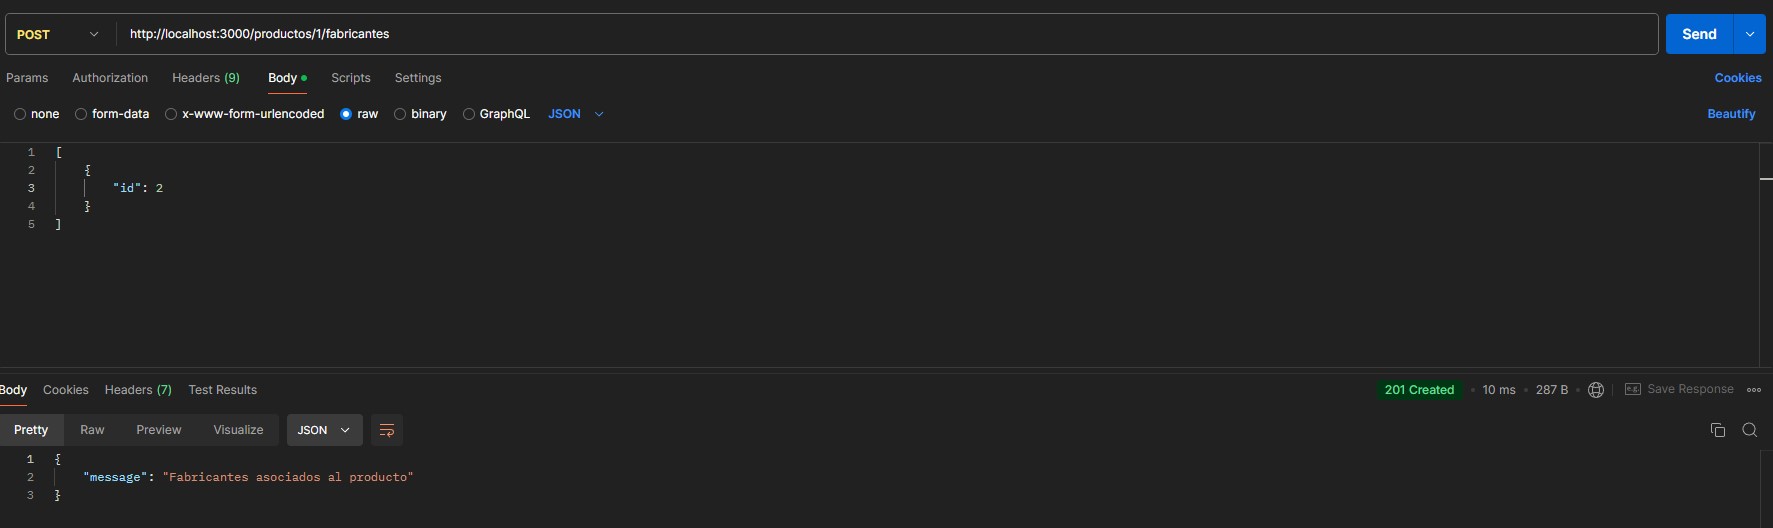 POST http://localhost:3000/productos/1/fabricantes Send
Params Authorization Headers (9) Body Scripts Settings Cookies
none form-data x-www-form-urlencoded raw binary GraphQL JSON Beautify
1 [
2 {
3 "id": 2
4 }
5 ]
Body Cookies Headers (7) Test Results 201 Created • 10 ms • 287 B • e.g. Save Response
Pretty Raw Preview Visualize JSON
1 {
2 "message": "Fabricantes asociados al producto"
3 }